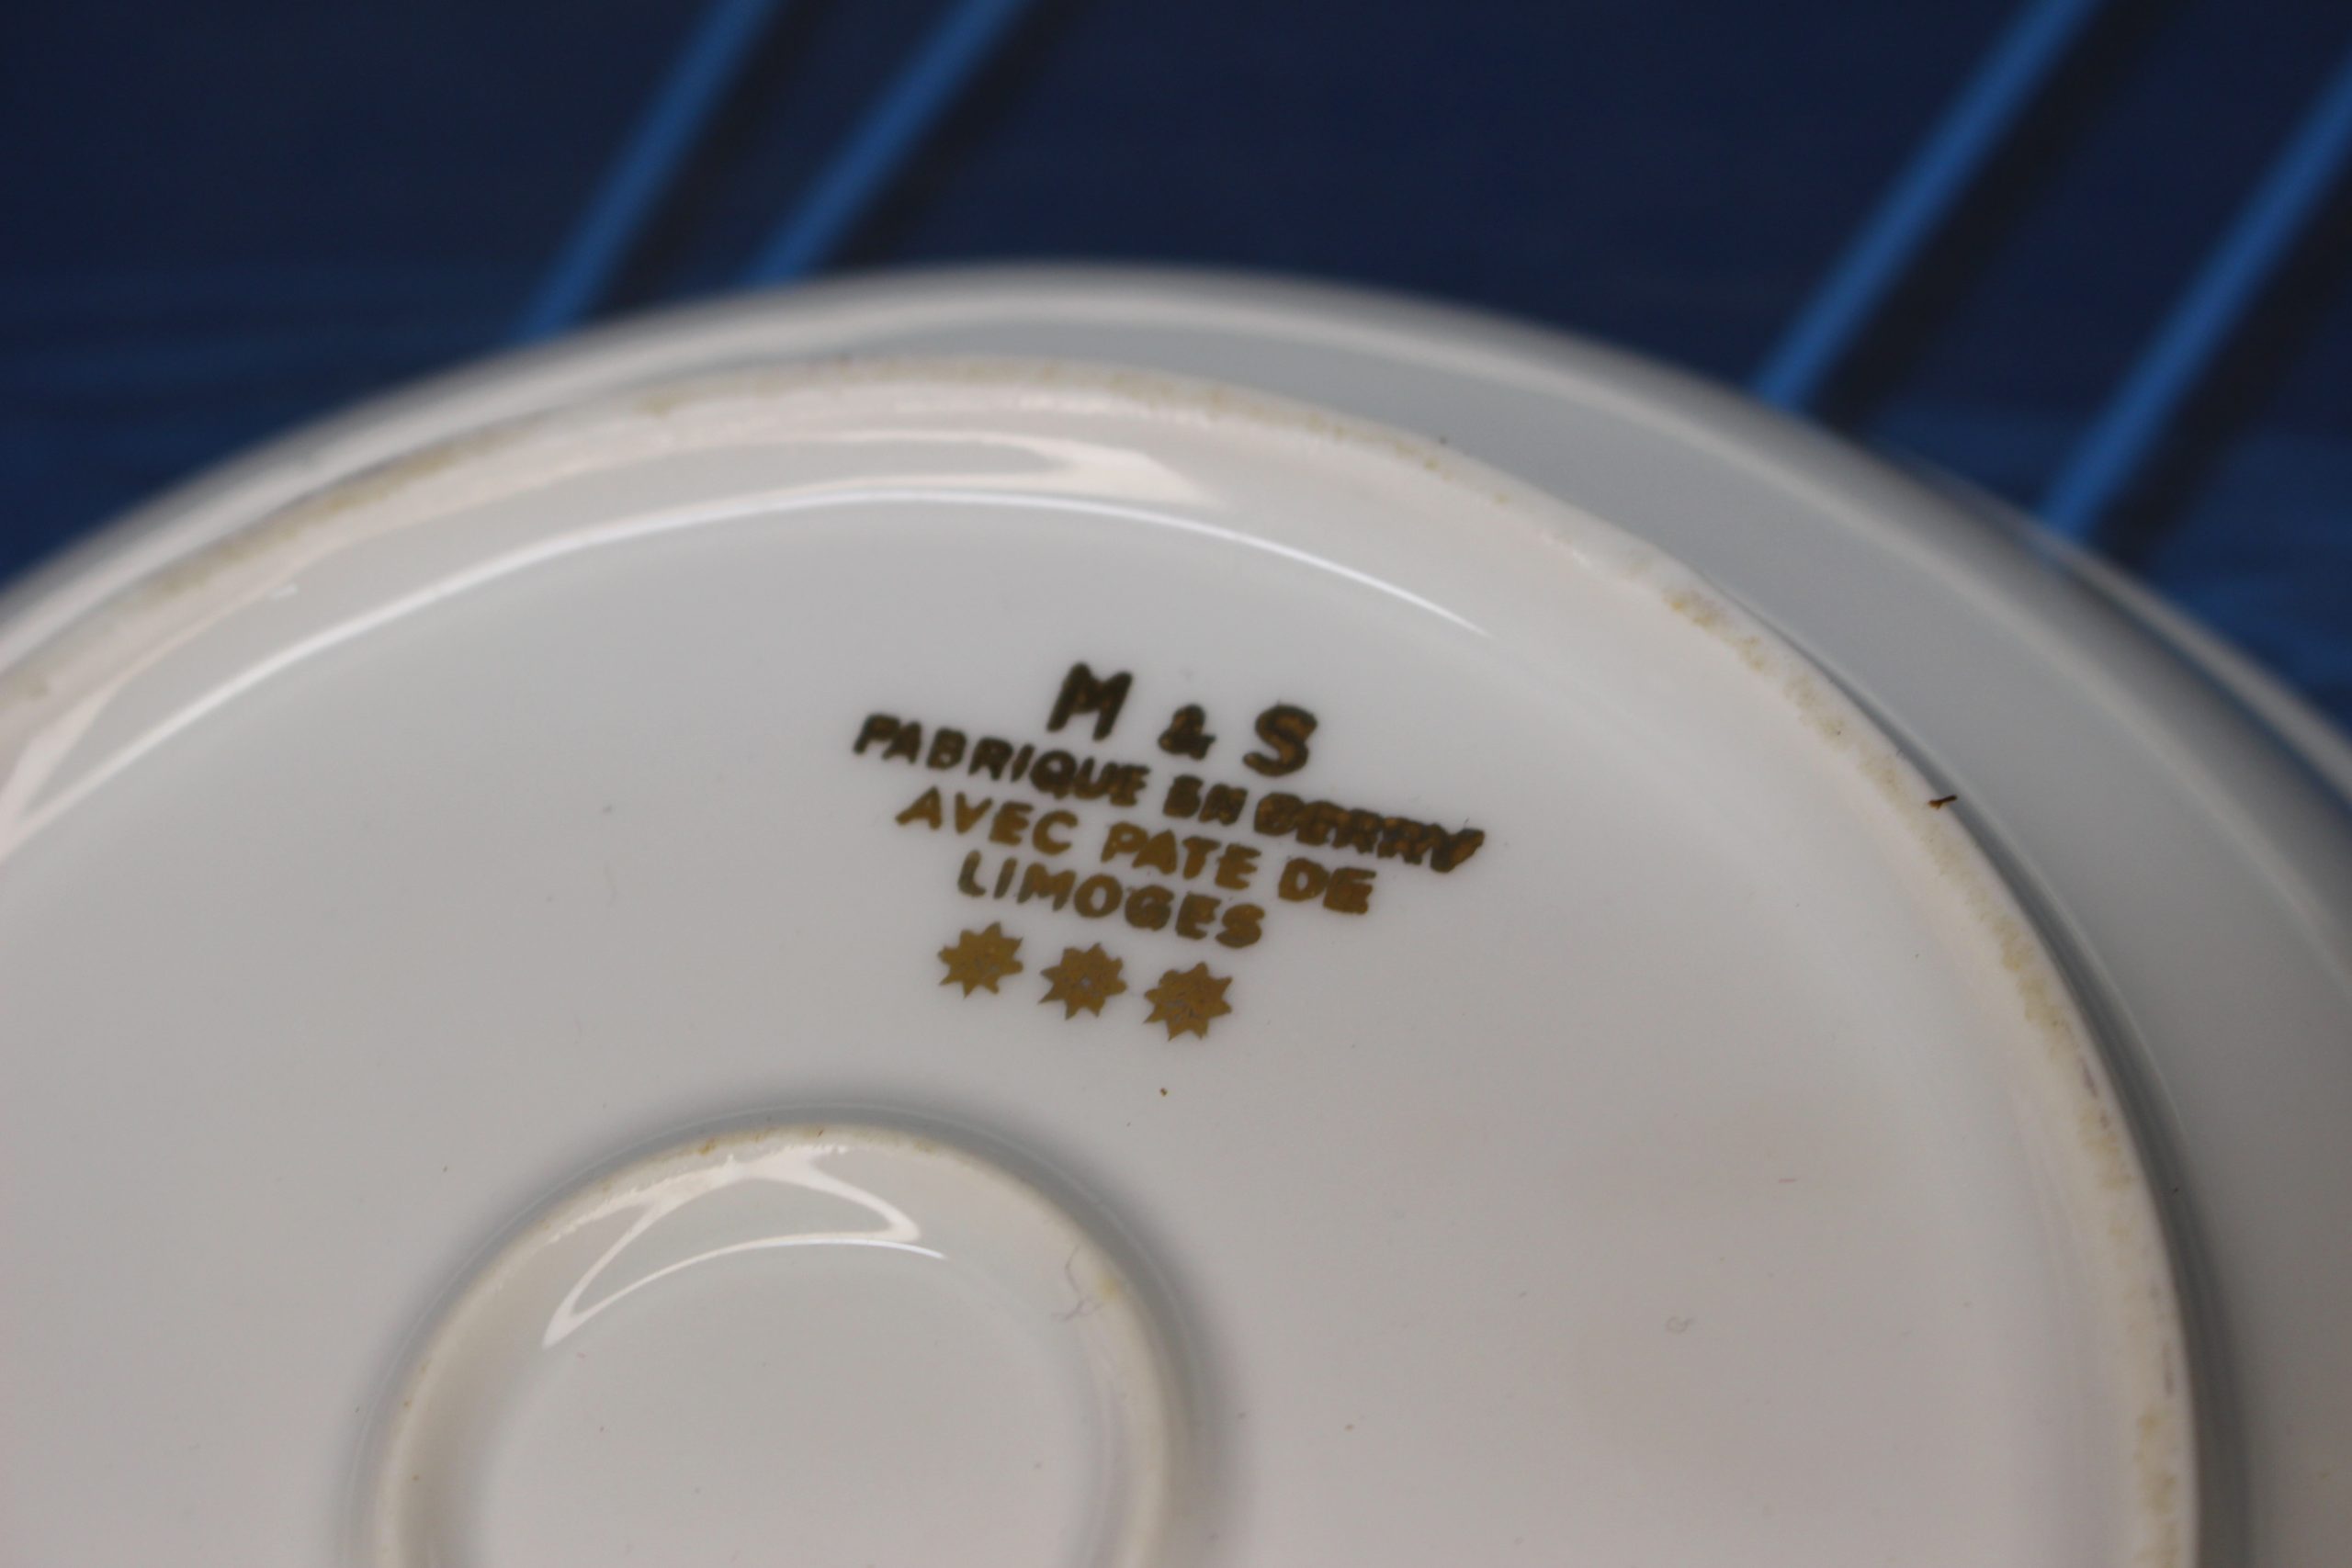 M & S
FABRIQUE EN BERRY
AVEC PATE DE
LIMOGES